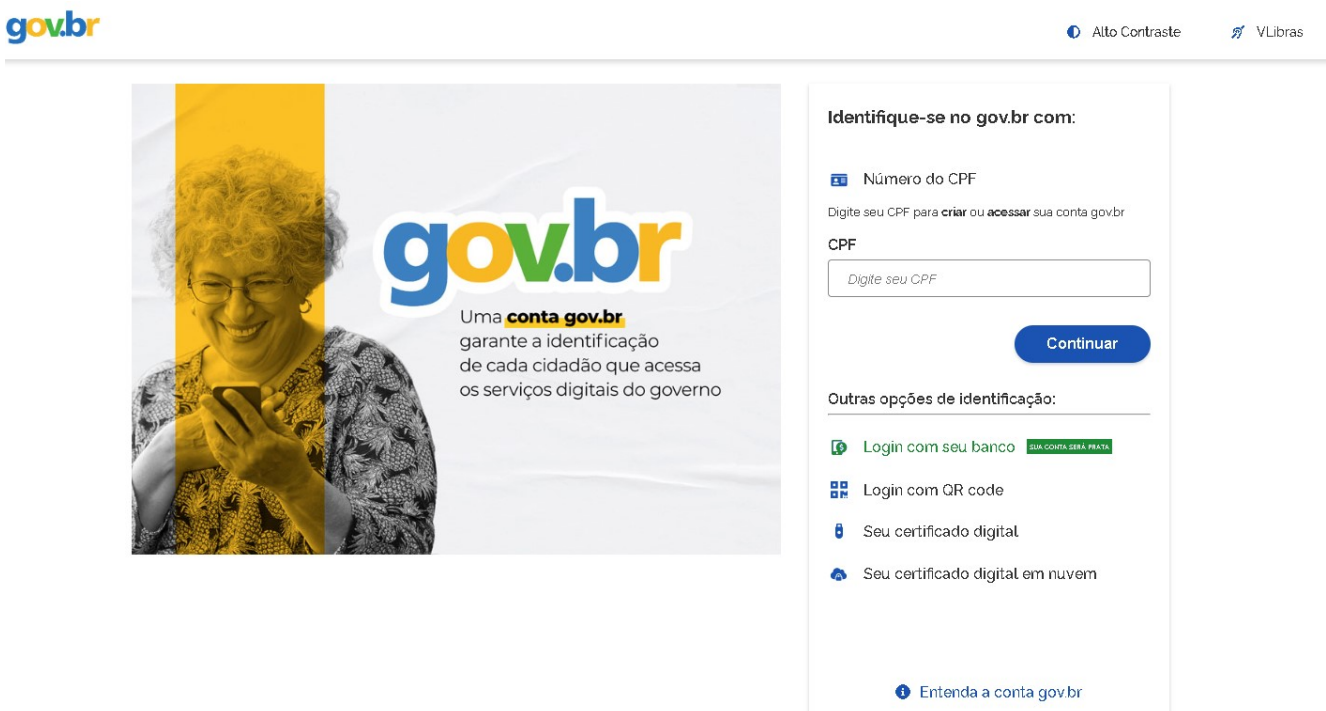 gov.br
Alto Contraste
VLibras
gov.br
Uma conta gov.br
garante a identificação
de cada cidadão que acessa
os serviços digitais do governo
Identifique-se no gov.br com:
Número do CPF
Digite seu CPF para criar ou acessar sua conta gov.br
CPF
Digite seu CPF
Continuar
Outras opções de identificação:
Login com seu banco SUA CONTA SERÁ PRATA
Login com QR code
Seu certificado digital
Seu certificado digital em nuvem
Entenda a conta gov.br